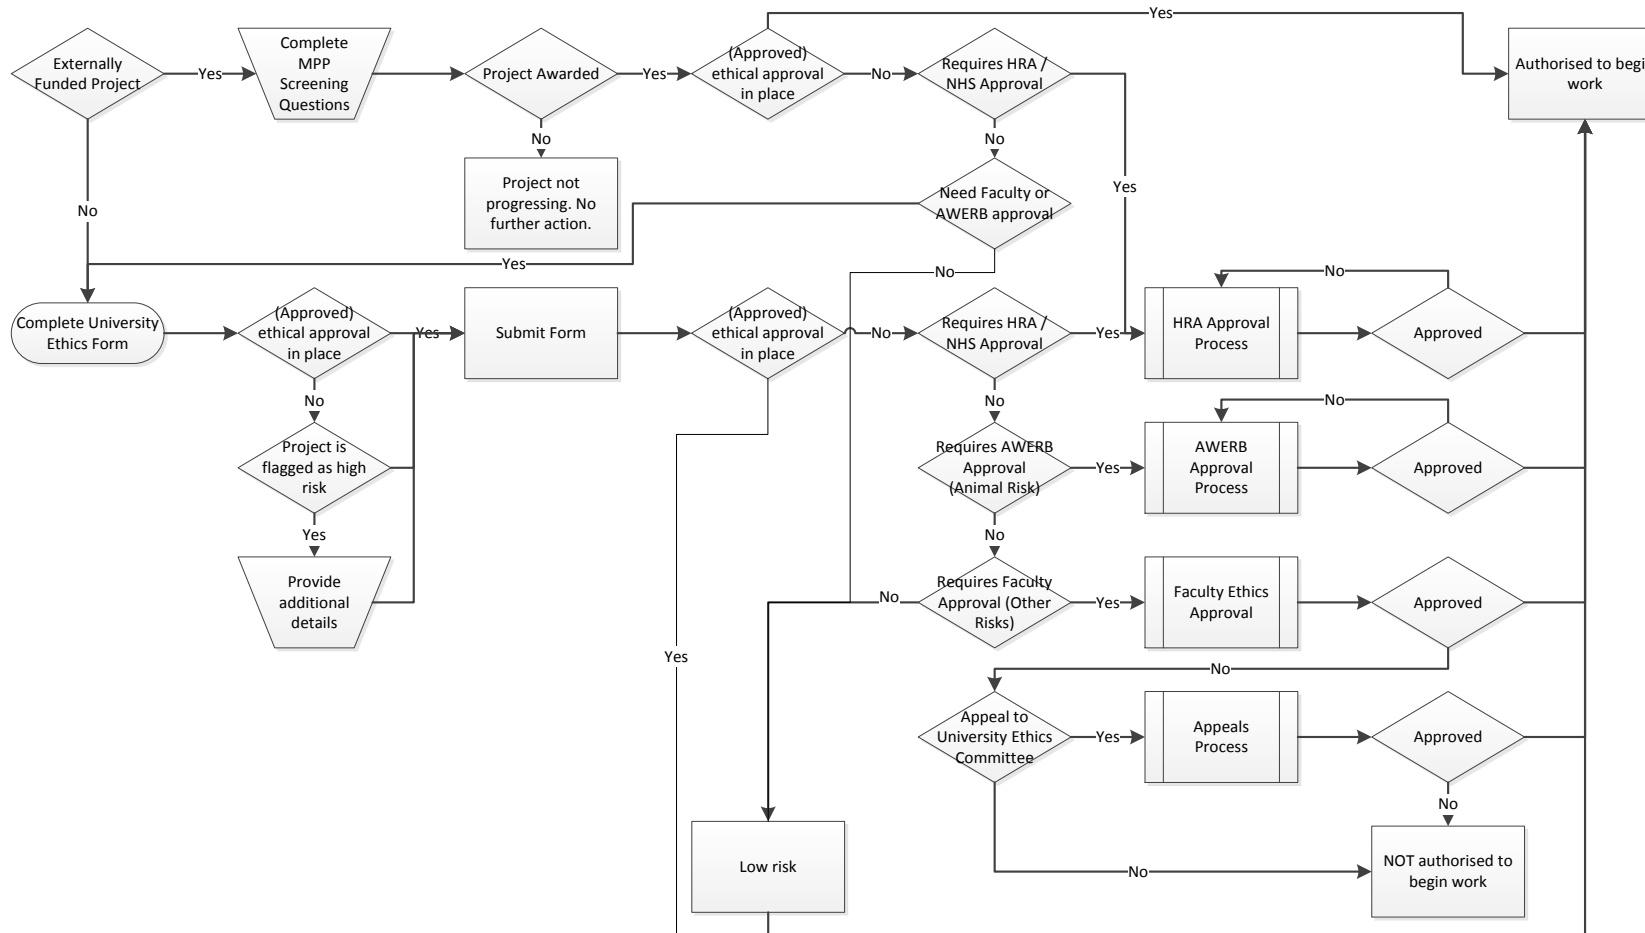 Externally
Funded Project
Yes
Complete
MPP
Screening
Questions
Project Awarded
Yes
(Approved)
ethical approval
in place
Yes
No
Requires HRA /
NHS Approval
Authorised to begin
work
No
No
No
Project not
progressing. No
further action.
Need Faculty or
AWERB approval
Yes
Yes
No
Complete University
Ethics Form
(Approved)
ethical approval
in place
Yes
Submit Form
(Approved)
ethical approval
in place
No
Requires HRA /
NHS Approval
Yes
HRA Approval
Process
No
Approved
No
Project is
flagged as high
risk
No
Requires AWERB
Approval
(Animal Risk)
Yes
AWERB
Approval
Process
No
Approved
Yes
Provide
additional
details
No
Requires Faculty
Approval (Other
Risks)
No
Yes
Faculty Ethics
Approval
Approved
Yes
No
Appeal to
University Ethics
Committee
Yes
Appeals
Process
Approved
No
Low risk
No
NOT authorised to
begin work